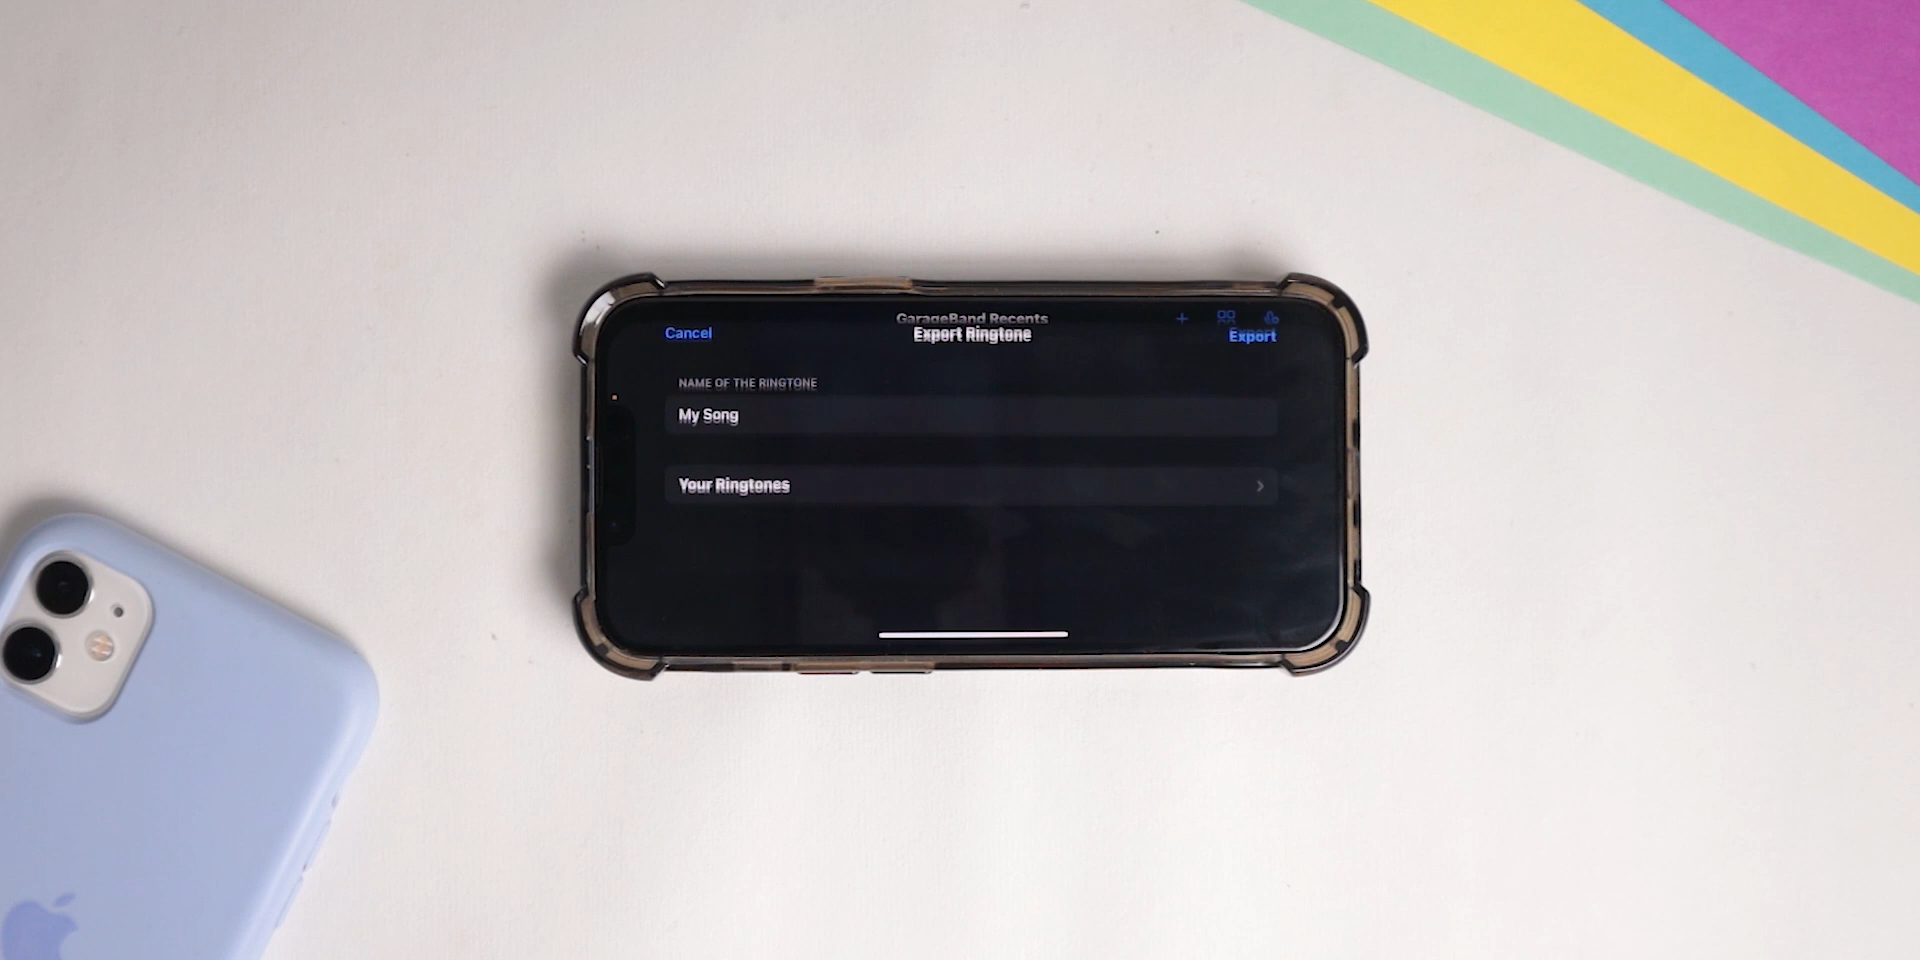 GarageBand Recents
Cancel
Export Ringtone
Export
NAME OF THE RINGTONE
My Song
Your Ringtones